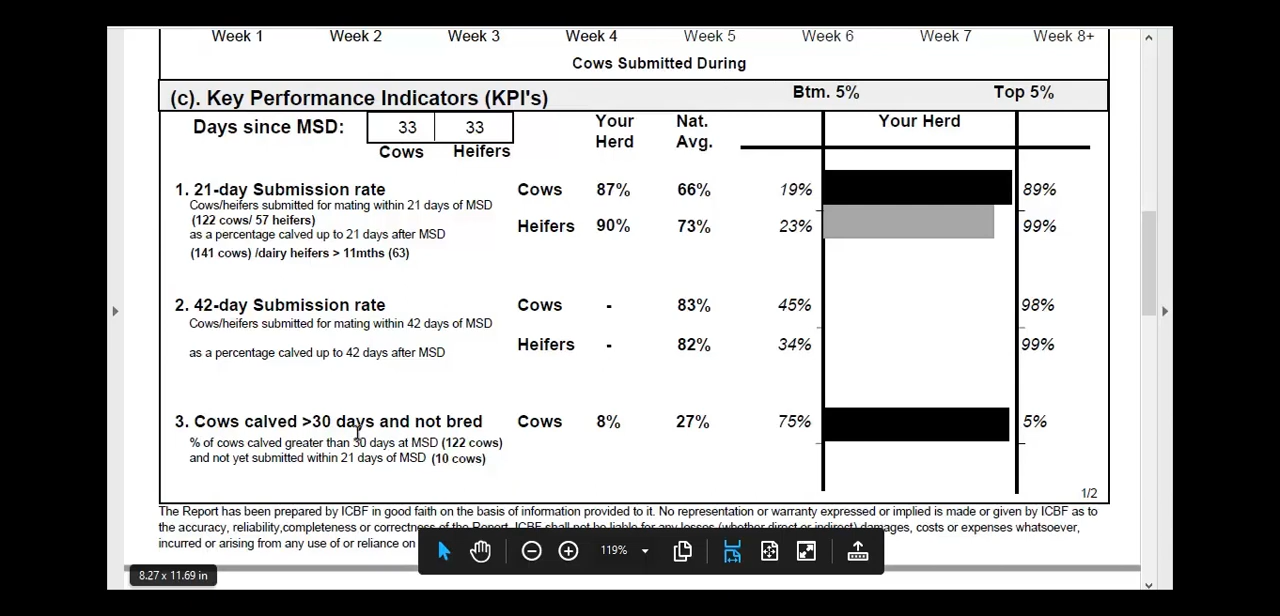 Week 1 Week 2 Week 3 Week 4 Week 5 Week 6 Week 7 Week 8+
Cows Submitted During
(c). Key Performance Indicators (KPI's) Btm. 5% Top 5%
Days since MSD: 33 33 Your Herd Nat. Avg. Your Herd
Cows Heifers
1. 21-day Submission rate Cows 87% 66% 19% 89%
Cows/heifers submitted for mating within 21 days of MSD
(122 cows/ 57 heifers) Heifers 90% 73% 23% 99%
as a percentage calved up to 21 days after MSD
(141 cows) /dairy heifers > 11mths (63)
2. 42-day Submission rate Cows - 83% 45% 98%
Cows/heifers submitted for mating within 42 days of MSD
Heifers - 82% 34% 99%
as a percentage calved up to 42 days after MSD
3. Cows calved >30 days and not bred Cows 8% 27% 75% 5%
% of cows calved greater than 30 days at MSD (122 cows)
and not yet submitted within 21 days of MSD (10 cows)
1/2
The Report has been prepared by ICBF in good faith on the basis of information provided to it. No representation or warranty expressed or implied is made or given by ICBF as to
the accuracy, reliability,completeness or correctness of the Report. ICBF shall not be liable for any losses (whether direct or indirect) damages, costs or expenses whatsoever,
incurred or arising from any use of or reliance on
119%
8.27 x 11.69 in